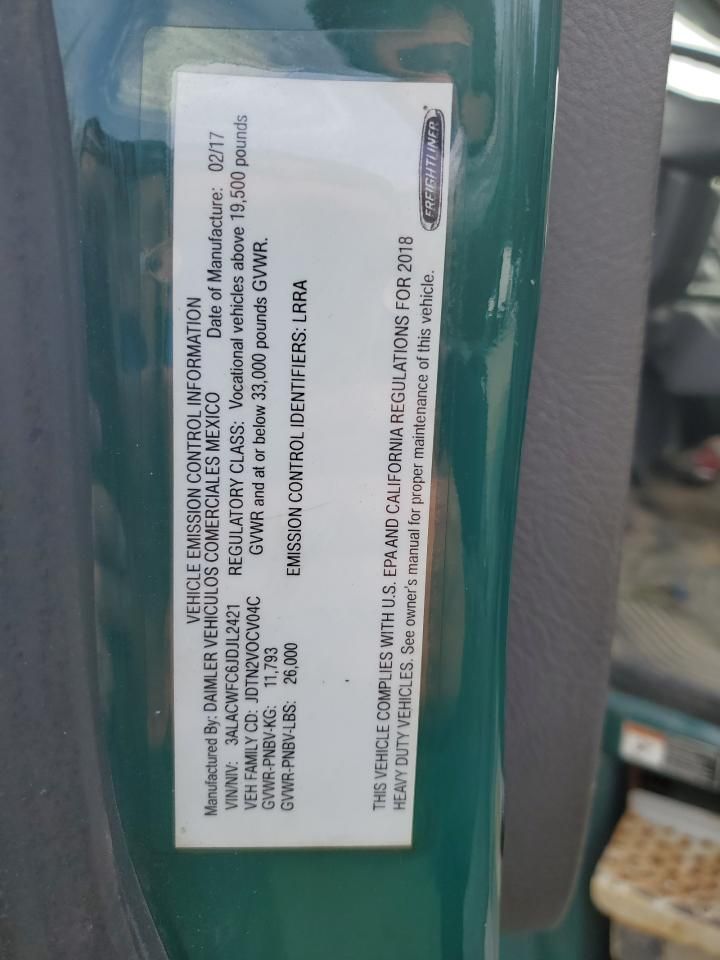 VEHICLE EMISSION CONTROL INFORMATION
Manufactured By: DAIMLER VEHICULOS COMERCIALES MEXICO Date of Manufacture: 02/17
VIN/NIV: 3ALACWFC6JDJL2421 REGULATORY CLASS: Vocational vehicles above 19,500 pounds
VEH FAMILY CD: JDTN2VOCV04C GVWR and at or below 33,000 pounds GVWR.
GVWR-PNBV-KG: 11,793
GVWR-PNBV-LBS: 26,000 EMISSION CONTROL IDENTIFIERS: LRRA
THIS VEHICLE COMPLIES WITH U.S. EPA AND CALIFORNIA REGULATIONS FOR 2018
HEAVY DUTY VEHICLES. See owner's manual for proper maintenance of this vehicle.
FREIGHTLINER